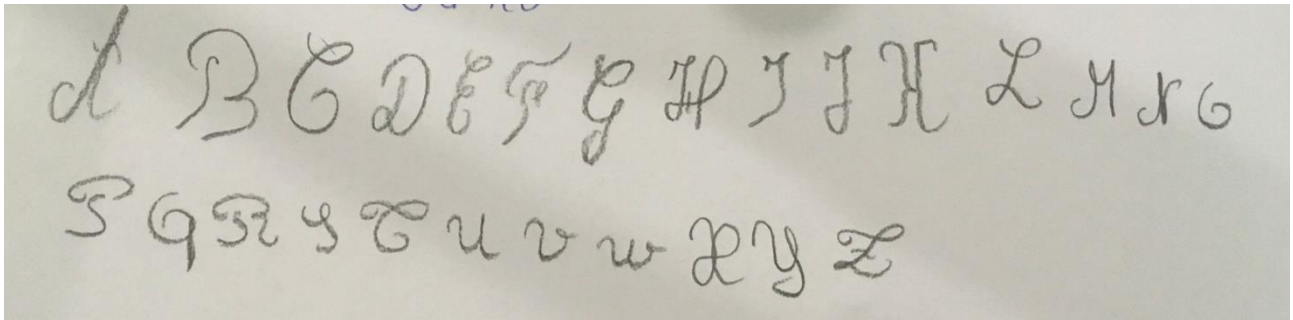 A B C D E F G H I J K L M N O
P Q R S T U V W X Y Z